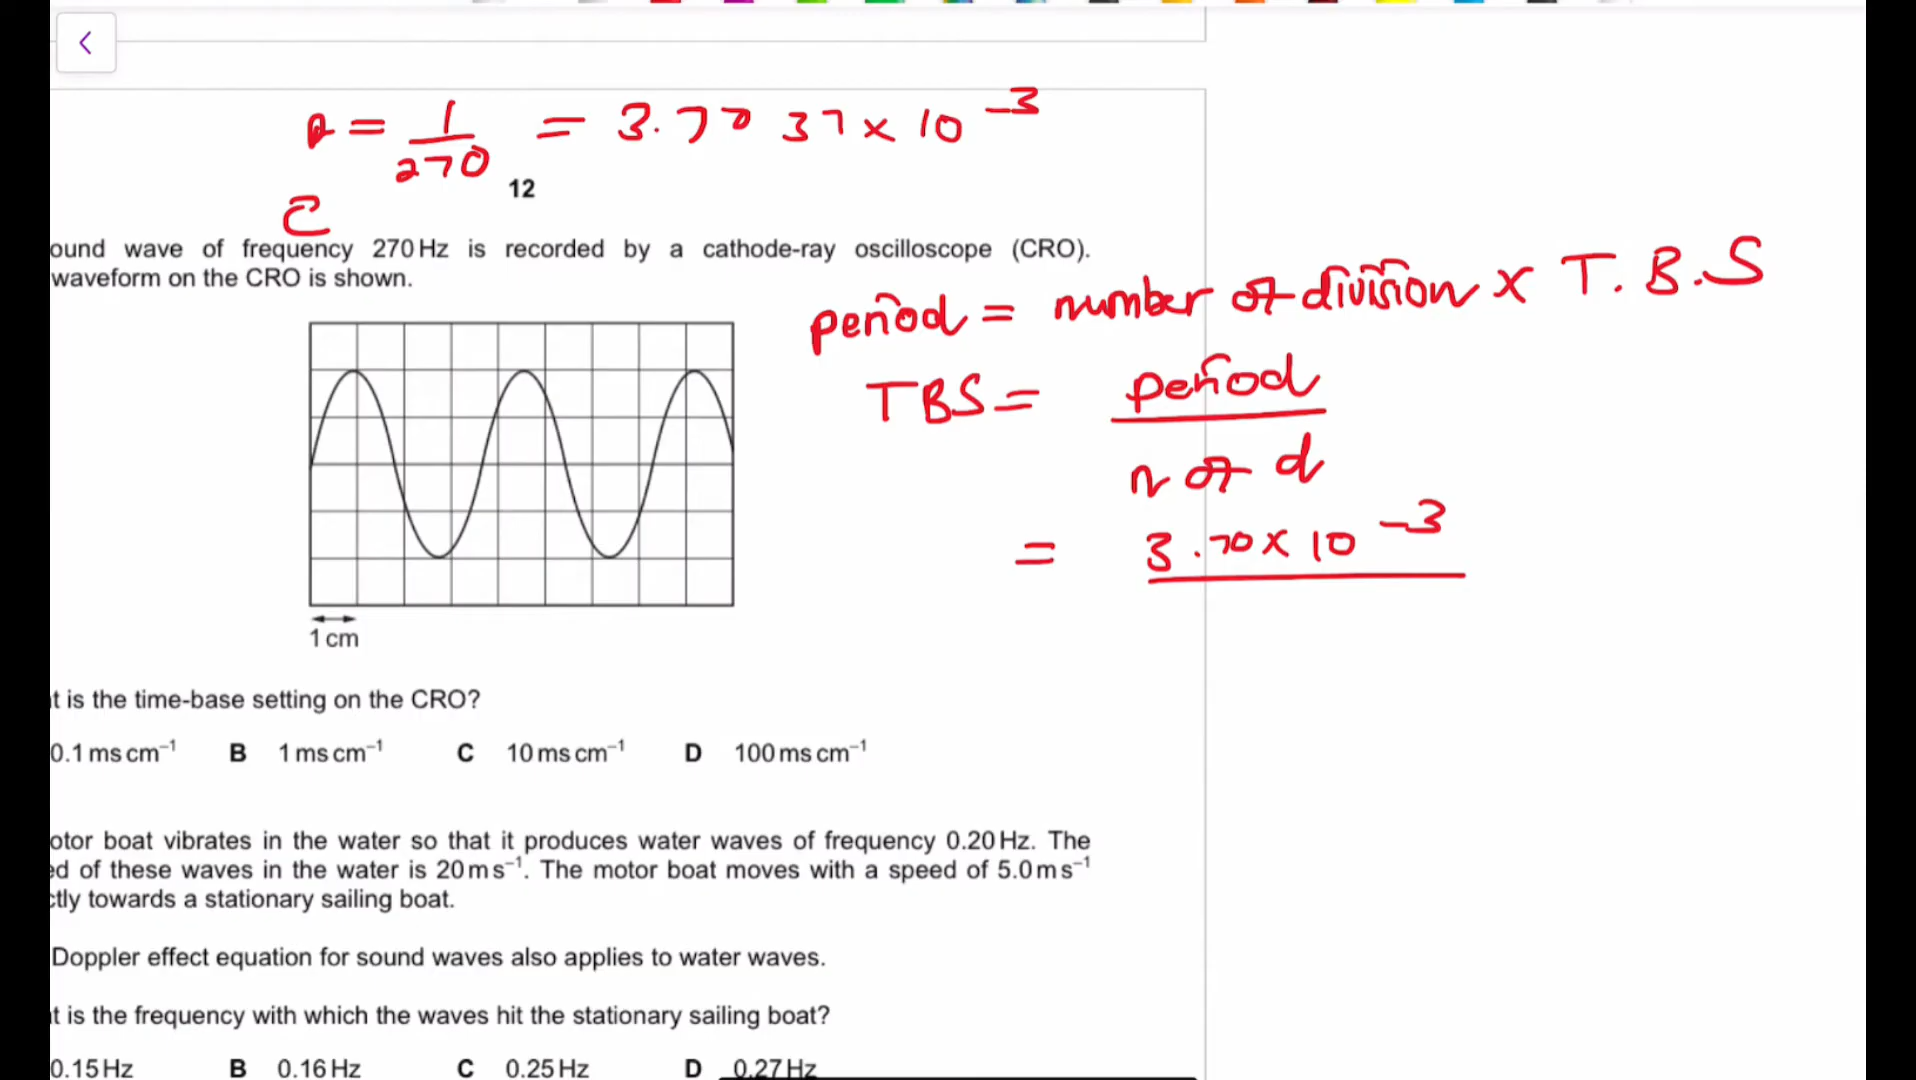 = 1/270 = 3.70 37 x 10⁻³
12
ound wave of frequency 270 Hz is recorded by a cathode-ray oscilloscope (CRO).
waveform on the CRO is shown.
period = number of division x T.B.S
TBS = period / n of d
= 3.70 x 10⁻³
1 cm
t is the time-base setting on the CRO?
0.1 ms cm⁻¹ B 1 ms cm⁻¹ C 10 ms cm⁻¹ D 100 ms cm⁻¹
otor boat vibrates in the water so that it produces water waves of frequency 0.20 Hz. The
ed of these waves in the water is 20 m s⁻¹. The motor boat moves with a speed of 5.0 m s⁻¹
ctly towards a stationary sailing boat.
Doppler effect equation for sound waves also applies to water waves.
t is the frequency with which the waves hit the stationary sailing boat?
0.15 Hz B 0.16 Hz C 0.25 Hz D 0.27 Hz